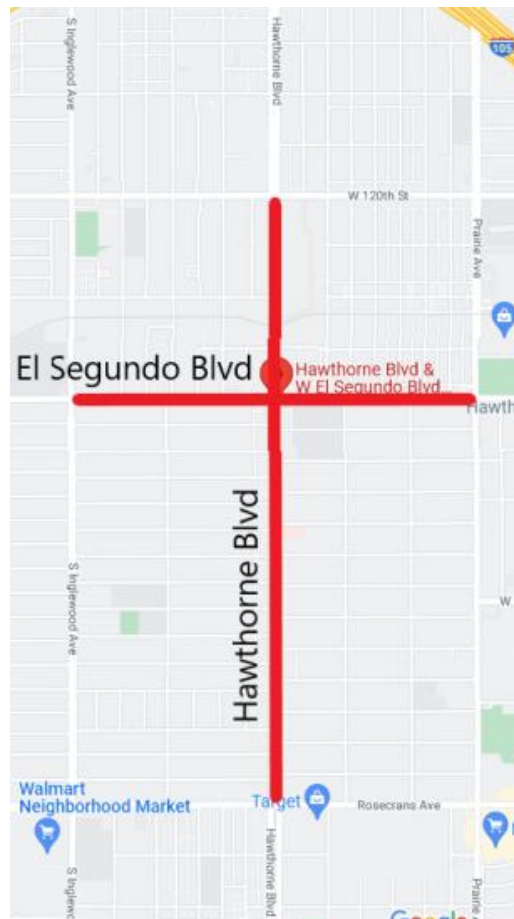 S Inglewood Ave
Hawthorne Blvd
105
W 120th St
Prairie Ave
El Segundo Blvd
Hawthorne Blvd &
W El Segundo Blvd...
Hawth
Hawthorne Blvd
S Inglewood Ave
W
Walmart
Neighborhood Market
Target
Rosecrans Ave
S Inglew
Hawthorne Blvd
Prairie
Google